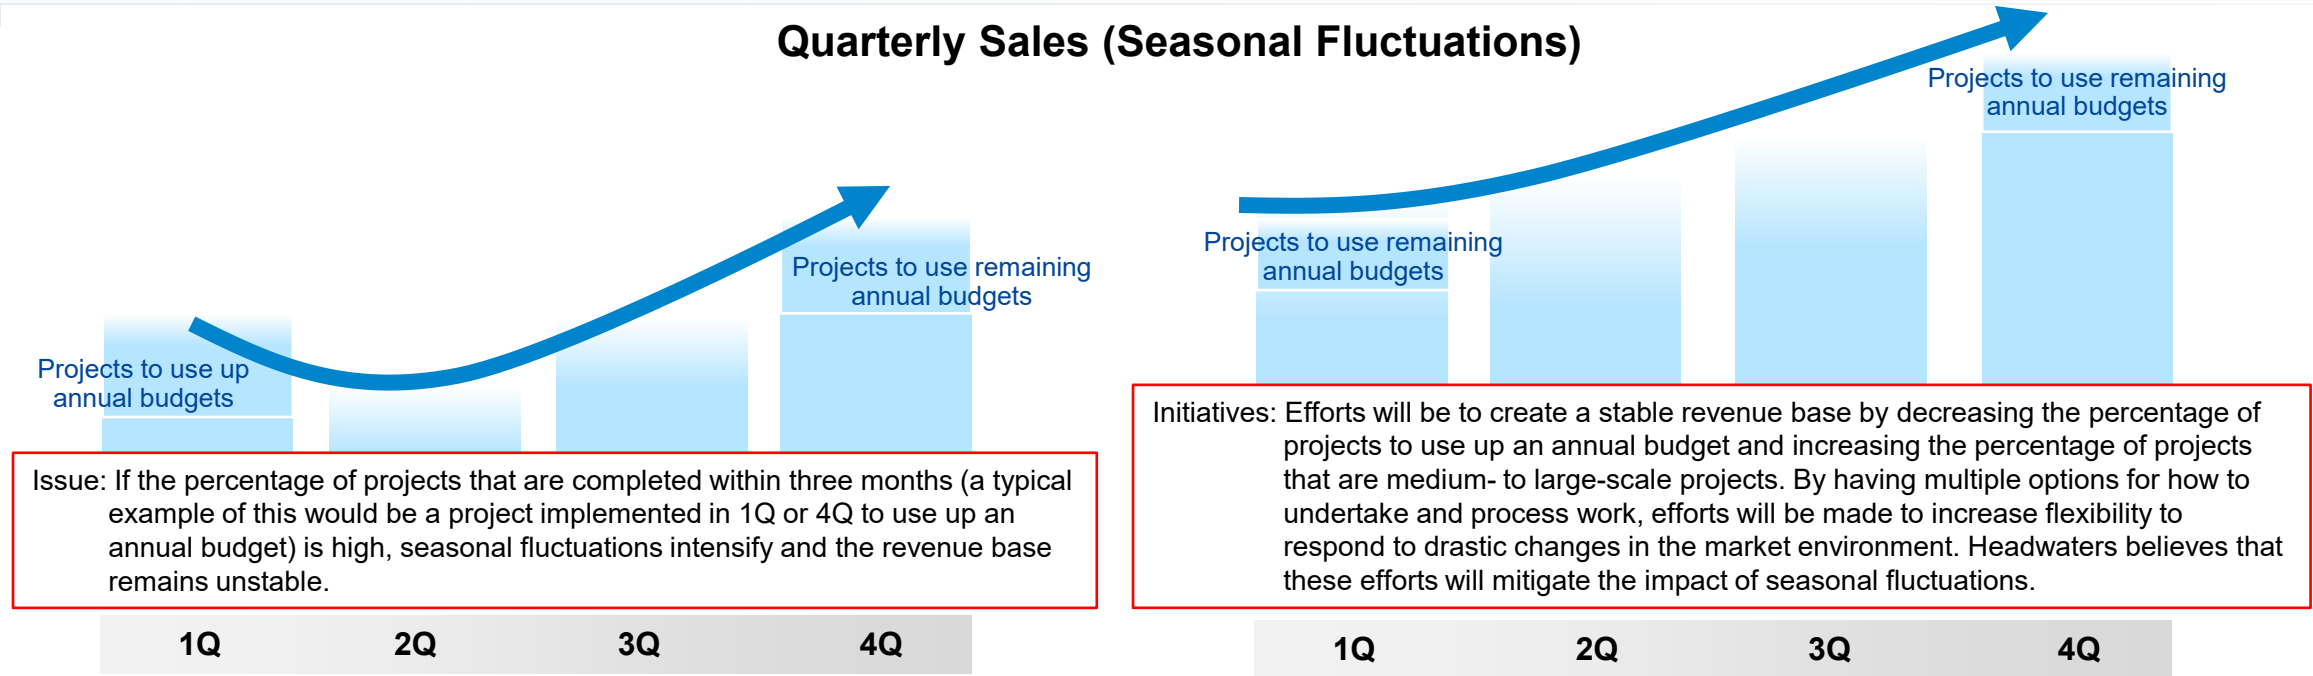 Quarterly Sales (Seasonal Fluctuations)
Projects to use up
annual budgets
Projects to use remaining
annual budgets
Issue: If the percentage of projects that are completed within three months (a typical
example of this would be a project implemented in 1Q or 4Q to use up an
annual budget) is high, seasonal fluctuations intensify and the revenue base
remains unstable.
1Q 2Q 3Q 4Q
Projects to use remaining
annual budgets
Projects to use remaining
annual budgets
Initiatives: Efforts will be to create a stable revenue base by decreasing the percentage of
projects to use up an annual budget and increasing the percentage of projects
that are medium- to large-scale projects. By having multiple options for how to
undertake and process work, efforts will be made to increase flexibility to
respond to drastic changes in the market environment. Headwaters believes that
these efforts will mitigate the impact of seasonal fluctuations.
1Q 2Q 3Q 4Q